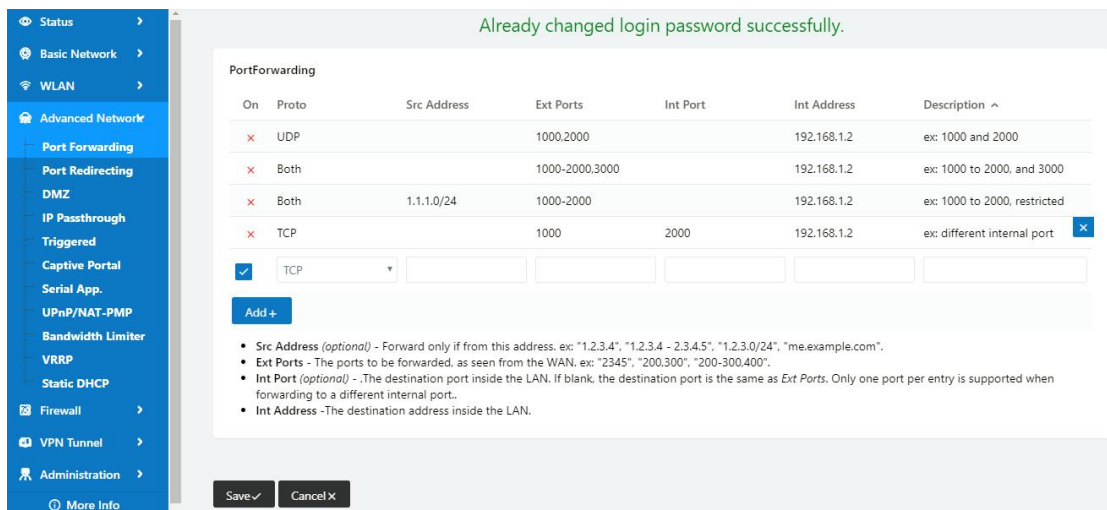 Already changed login password successfully.
Status
Basic Network
WLAN
Advanced Network
Port Forwarding
Port Redirecting
DMZ
IP Passthrough
Triggered
Captive Portal
Serial App.
UPnP/NAT-PMP
Bandwidth Limiter
VRRP
Static DHCP
Firewall
VPN Tunnel
Administration
More Info
PortForwarding
On Proto Src Address Ext Ports Int Port Int Address Description
UDP 1000,2000 192.168.1.2 ex: 1000 and 2000
Both 1000-2000,3000 192.168.1.2 ex: 1000 to 2000, and 3000
Both 1.1.1.0/24 1000-2000 192.168.1.2 ex: 1000 to 2000, restricted
TCP 1000 2000 192.168.1.2 ex: different internal port
TCP
Add +
• Src Address (optional) - Forward only if from this address. ex: "1.2.3.4", "1.2.3.4 - 2.3.4.5", "1.2.3.0/24", "me.example.com".
• Ext Ports - The ports to be forwarded, as seen from the WAN. ex: "2345", "200,300", "200-300,400".
• Int Port (optional) - .The destination port inside the LAN. If blank, the destination port is the same as Ext Ports. Only one port per entry is supported when
forwarding to a different internal port..
• Int Address -The destination address inside the LAN.
Save
Cancel